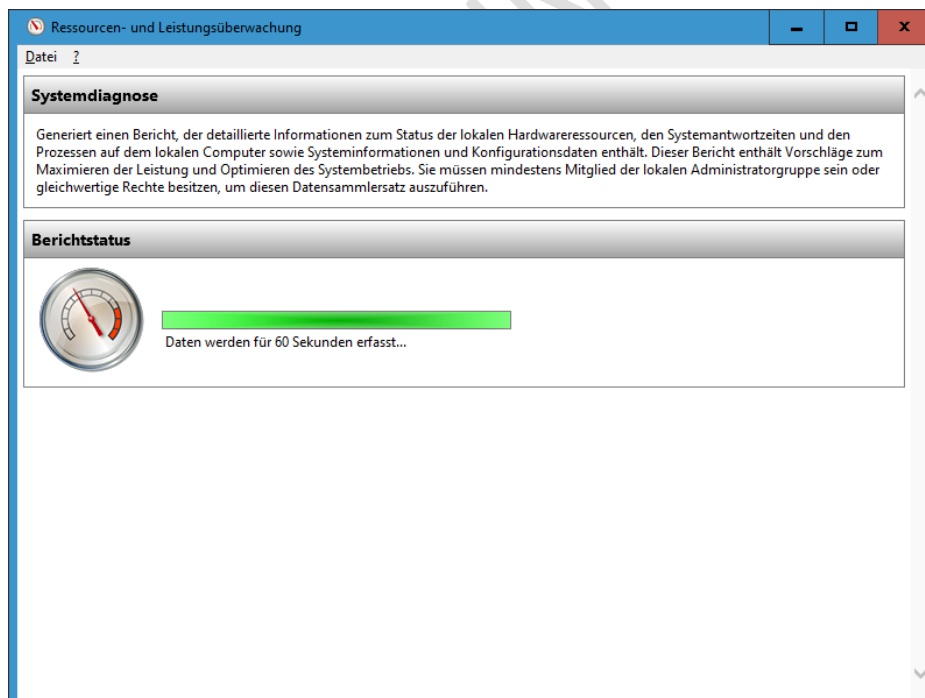 Ressourcen- und Leistungsüberwachung
Datei ?
Systemdiagnose
Generiert einen Bericht, der detaillierte Informationen zum Status der lokalen Hardwareressourcen, den Systemantwortzeiten und den
Prozessen auf dem lokalen Computer sowie Systeminformationen und Konfigurationsdaten enthält. Dieser Bericht enthält Vorschläge zum
Maximieren der Leistung und Optimieren des Systembetriebs. Sie müssen mindestens Mitglied der lokalen Administratorgruppe sein oder
gleichwertige Rechte besitzen, um diesen Datensammlersatz auszuführen.
Berichtstatus
Daten werden für 60 Sekunden erfasst...